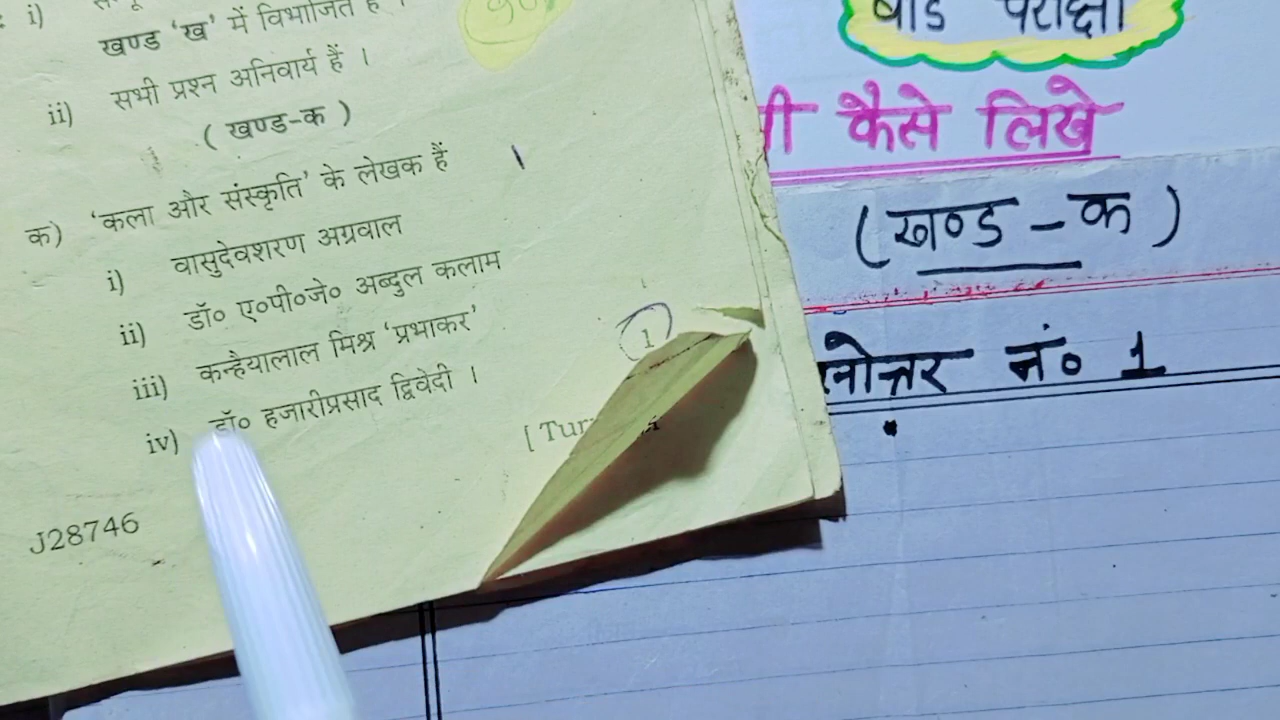 i)
खण्ड 'ख' में विभाजित है ।
ii) सभी प्रश्न अनिवार्य हैं ।
( खण्ड-क )
क) 'कला और संस्कृति' के लेखक हैं
i) वासुदेवशरण अग्रवाल
ii) डॉ० ए०पी०जे० अब्दुल कलाम
iii) कन्हैयालाल मिश्र 'प्रभाकर'
iv) डॉ० हजारीप्रसाद द्विवेदी ।
1
[ Tur
J28746
परीक्षा
कैसे लिखे
(खण्ड - क)
नं० 1